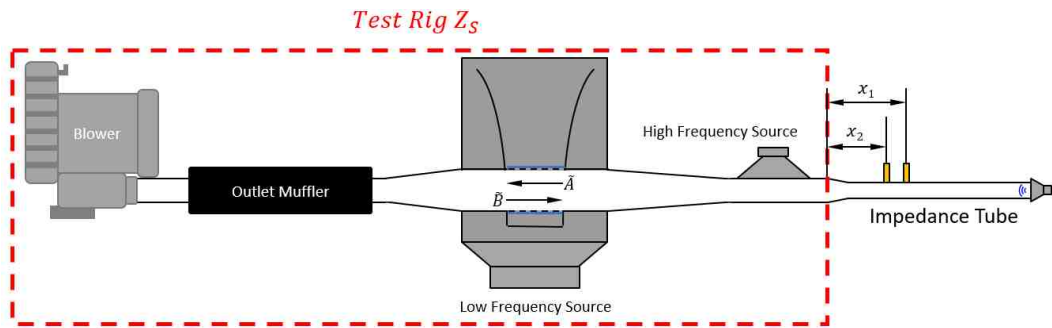 Test Rig Z_S
Blower
Outlet Muffler
Ã
B̃
Low Frequency Source
High Frequency Source
x_1
x_2
Impedance Tube